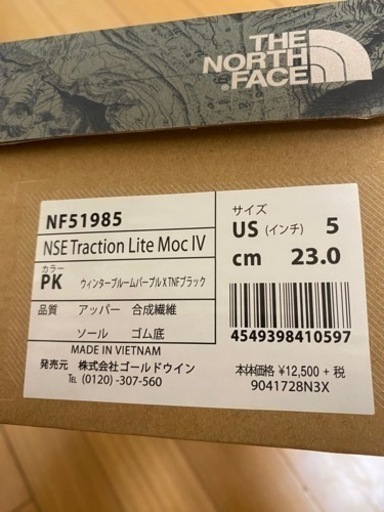 THE
NORTH
FACE
NF51985
NSE Traction Lite Moc IV
カラー
PK ウィンターブルームパープルXTNFブラック
品質 アッパー 合成繊維
ソール ゴム底
MADE IN VIETNAM
発売元 株式会社ゴールドウイン
TEL (0120) -307-560
サイズ
US (インチ) 5
cm 23.0
4549398410597
本体価格 ¥12,500 + 税
9041728N3X